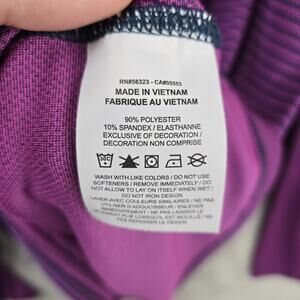 RN#56323 - CA#05553
MADE IN VIETNAM
FABRIQUE AU VIETNAM
90% POLYESTER
10% SPANDEX / ELASTHANNE
EXCLUSIVE OF DECORATION /
DECORATION NON COMPRISE
WASH WITH LIKE COLORS / DO NOT USE
SOFTENERS / REMOVE IMMEDIATELY / DO
NOT ALLOW TO LAY ON ITSELF WHEN WET /
DO NOT IRON DESIGN
LAVER AVEC COULEURS SIMILAIRES / NE PAS
UTILISER D'ADOUCISSEUR / ENLEVER
IMMÉDIATEMENT / NE PAS LAISSER LE
VÊTEMENT PLIÉ LORSQU'IL EST MOUILLÉ / NE
PAS REPASSER LE DESSIN